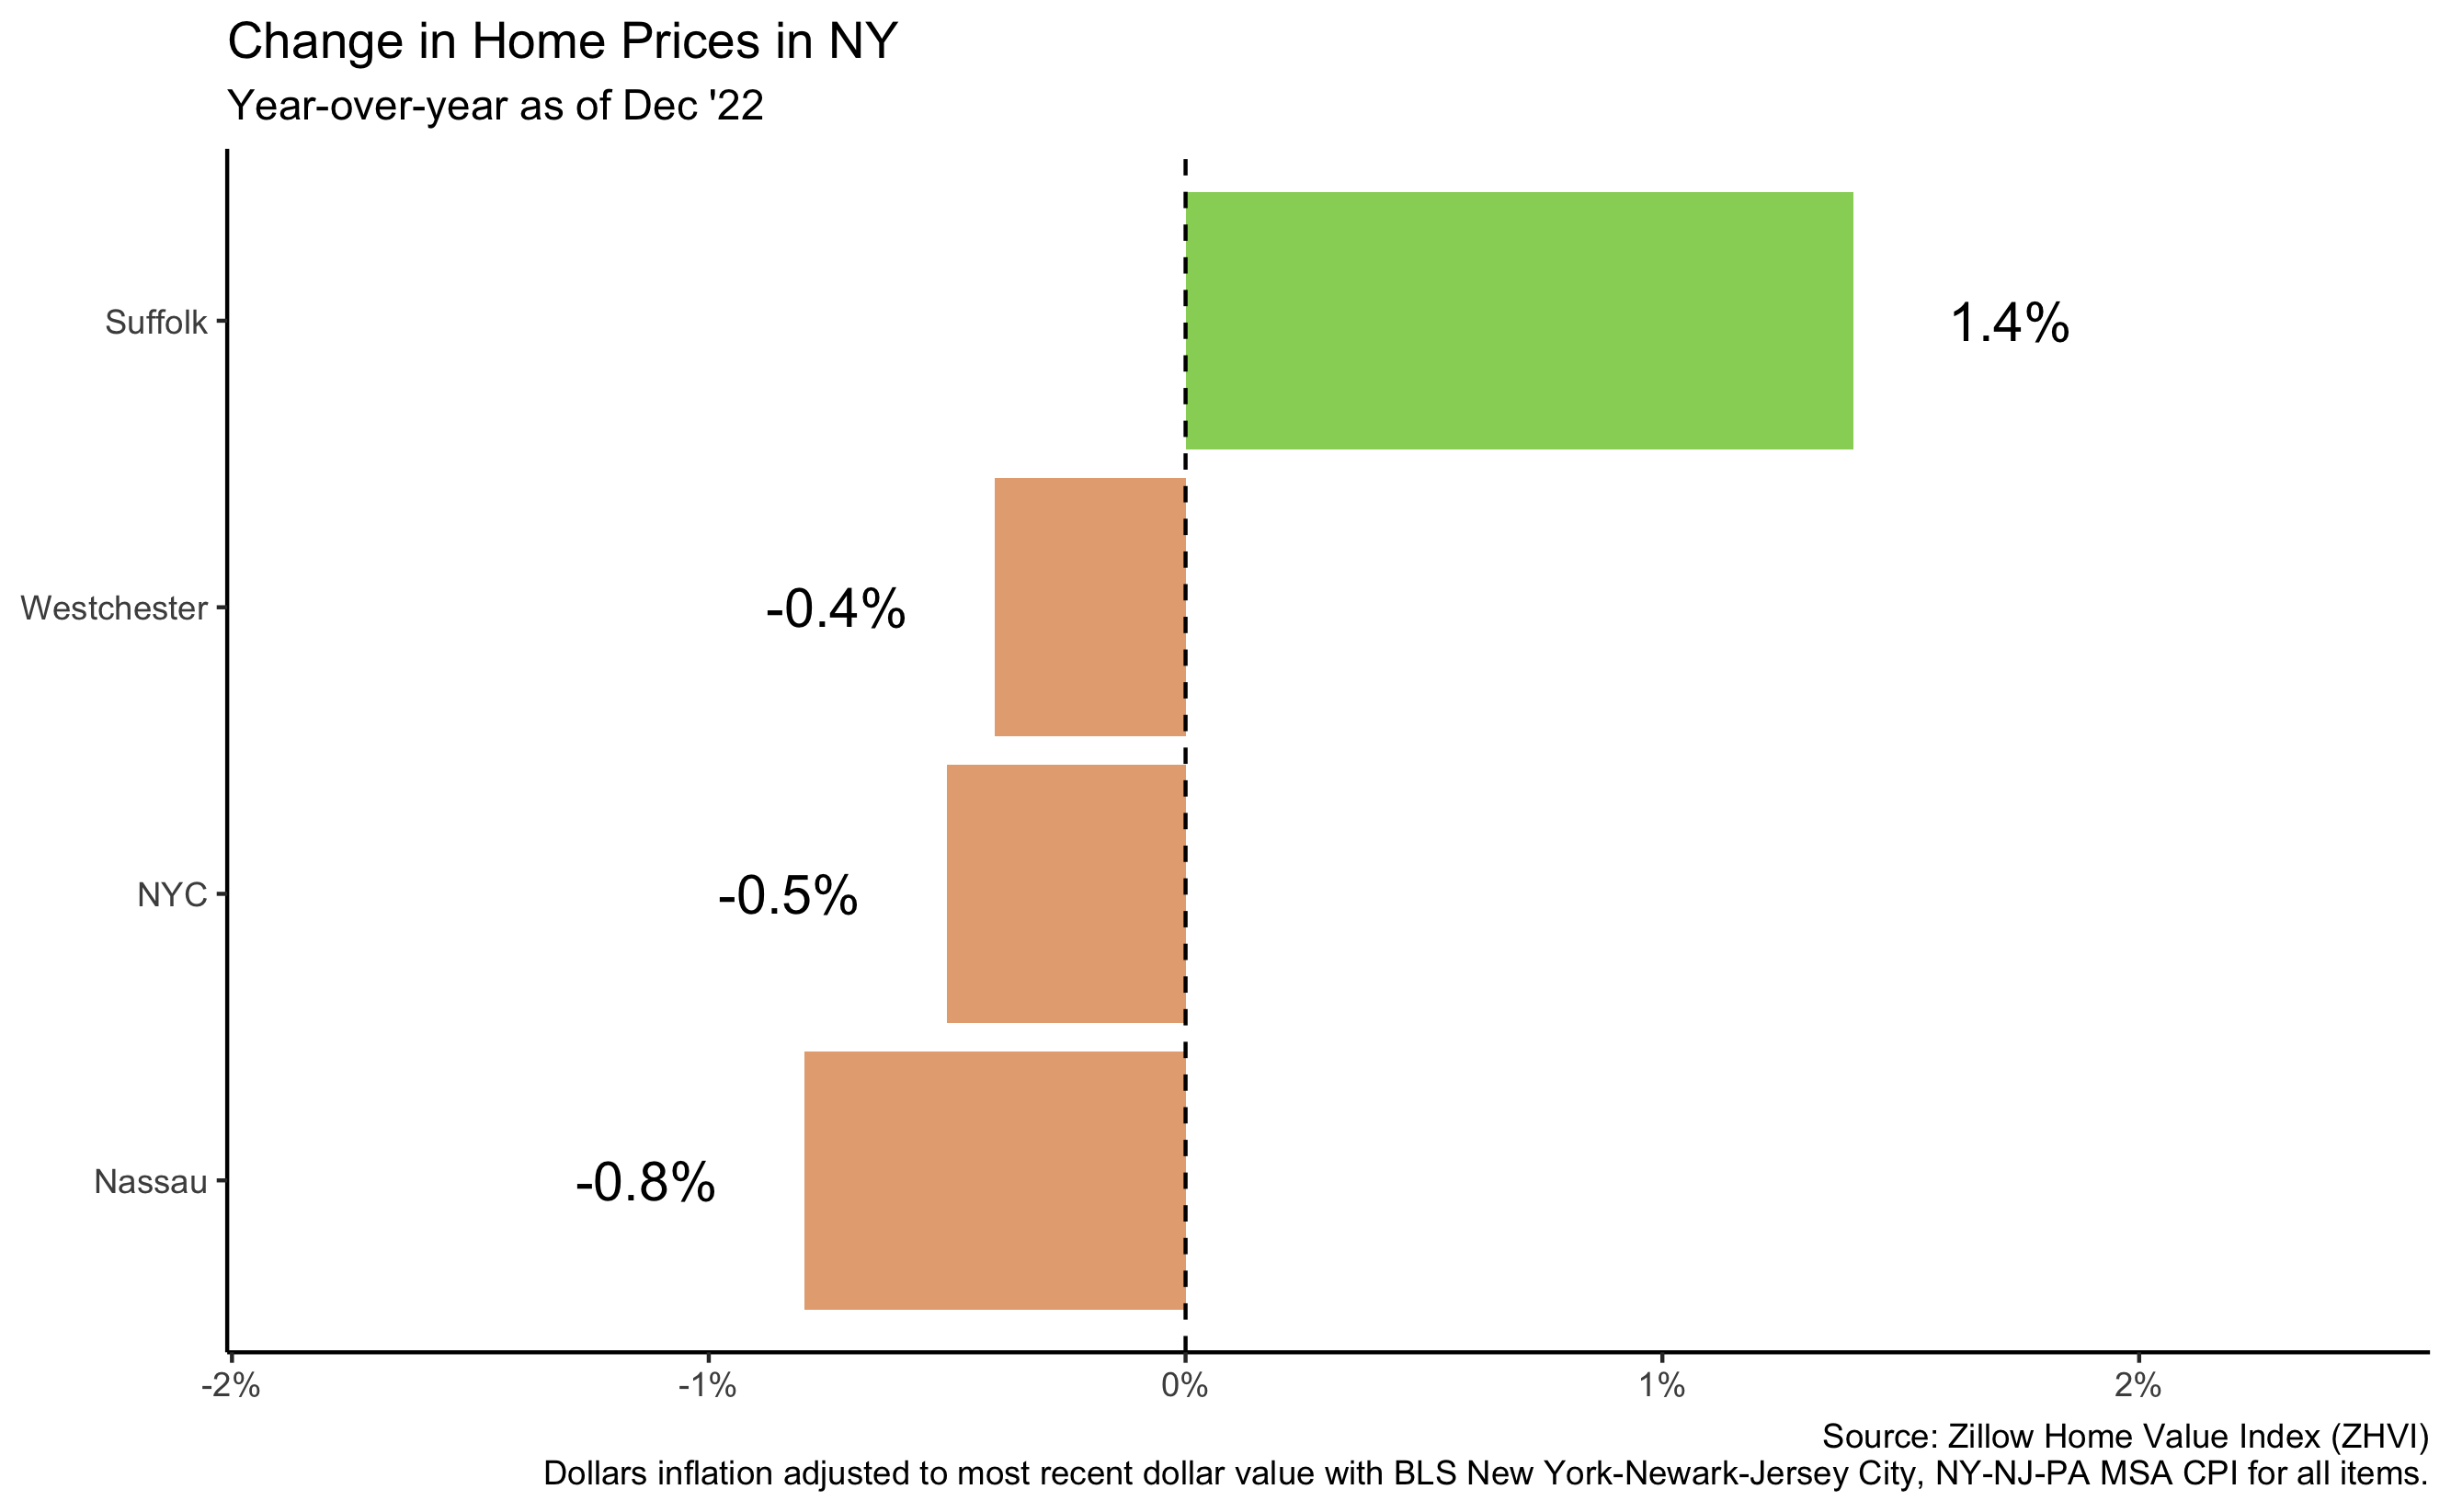 Change in Home Prices in NY
Year-over-year as of Dec '22
Suffolk
1.4%
Westchester
-0.4%
NYC
-0.5%
Nassau
-0.8%
-2%
-1%
0%
1%
2%
Source: Zillow Home Value Index (ZHVI)
Dollars inflation adjusted to most recent dollar value with BLS New York-Newark-Jersey City, NY-NJ-PA MSA CPI for all items.